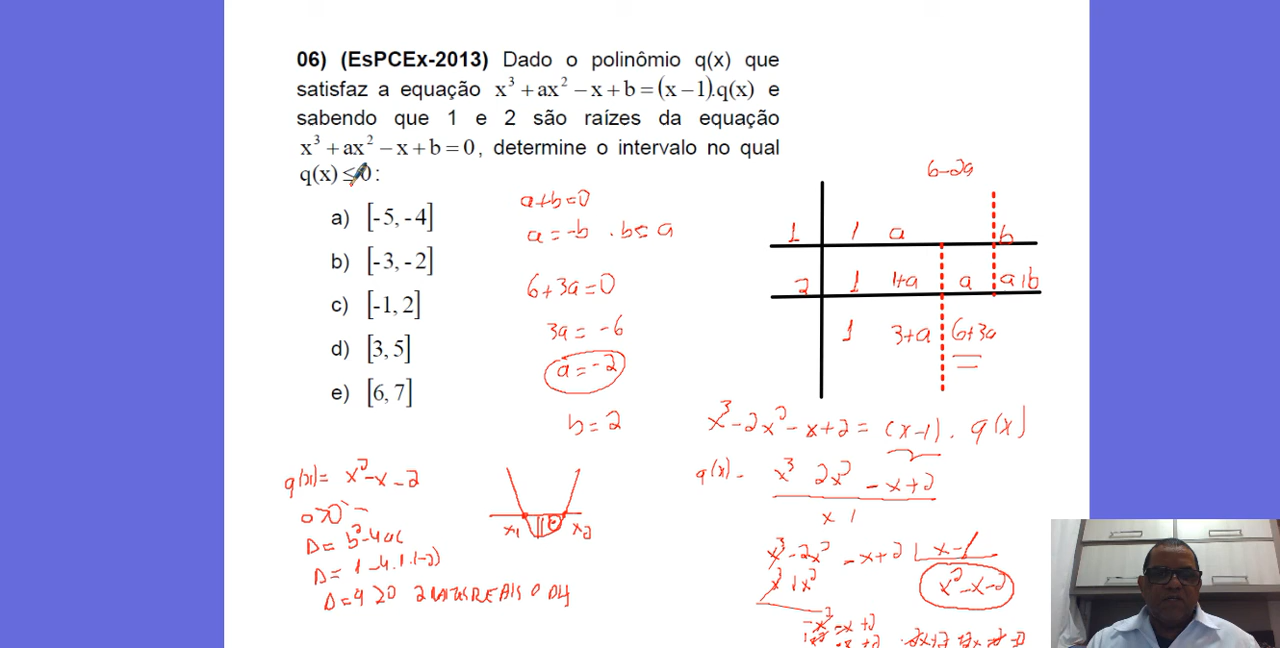 06) (EsPCEx-2013) Dado o polinômio q(x) que
satisfaz a equação x³ + ax² − x + b = (x − 1).q(x) e
sabendo que 1 e 2 são raízes da equação
x³ + ax² − x + b = 0, determine o intervalo no qual
q(x) ≤ 0:
a) [-5, -4]
b) [-3, -2]
c) [-1, 2]
d) [3, 5]
e) [6, 7]
a+b=0
a=-b . b= a
6+3a=0
3a = -6
a=-2
b=2
6-2a
1 1 a b
2 1 1+a a a+b
1 3+a 6+3a
x³-2x²-x+2 = (x-1). q(x)
q(x) = x³ 2x² -x+2
x 1
x³-2x² -x+2 x-1
x²-x-2
-x+2
q(x)= x²-x-2
Δ= b²-4ac
Δ= 1-4.1.(-2)
Δ=9 >0 2 RAIZES REAIS
x1 x2